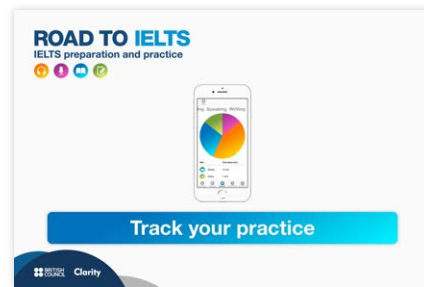 ROAD TO IELTS
IELTS preparation and practice
Speaking Writing
Track your practice
BRITISH
COUNCIL
Clarity